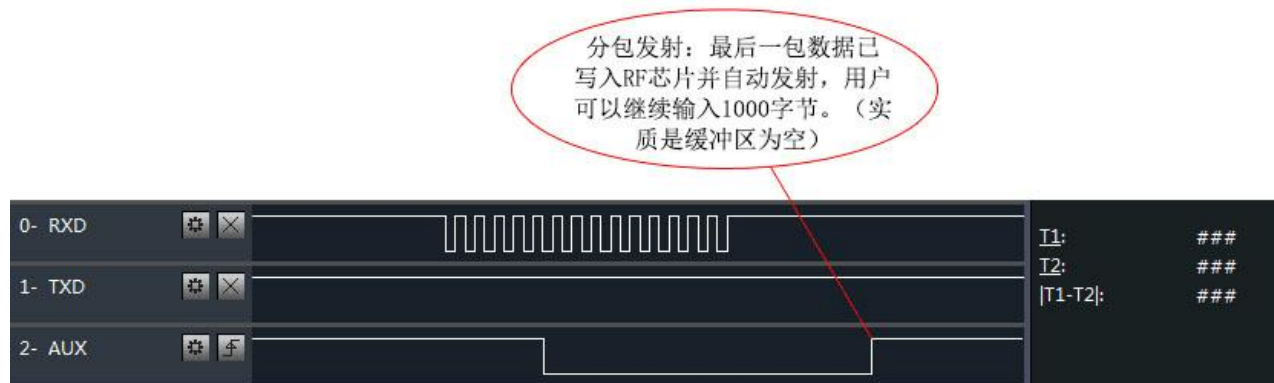 分包发射：最后一包数据已
写入RF芯片并自动发射，用户
可以继续输入1000字节。（实
质是缓冲区为空）
0- RXD
1- TXD
2- AUX
T1: ###
T2: ###
|T1-T2|: ###